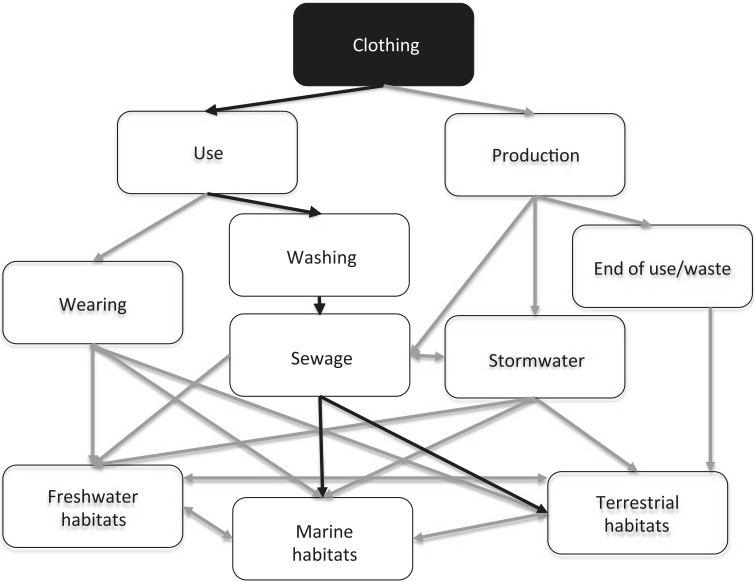 Clothing
Use
Production
Washing
End of use/waste
Wearing
Sewage
Stormwater
Freshwater
habitats
Marine
habitats
Terrestrial
habitats